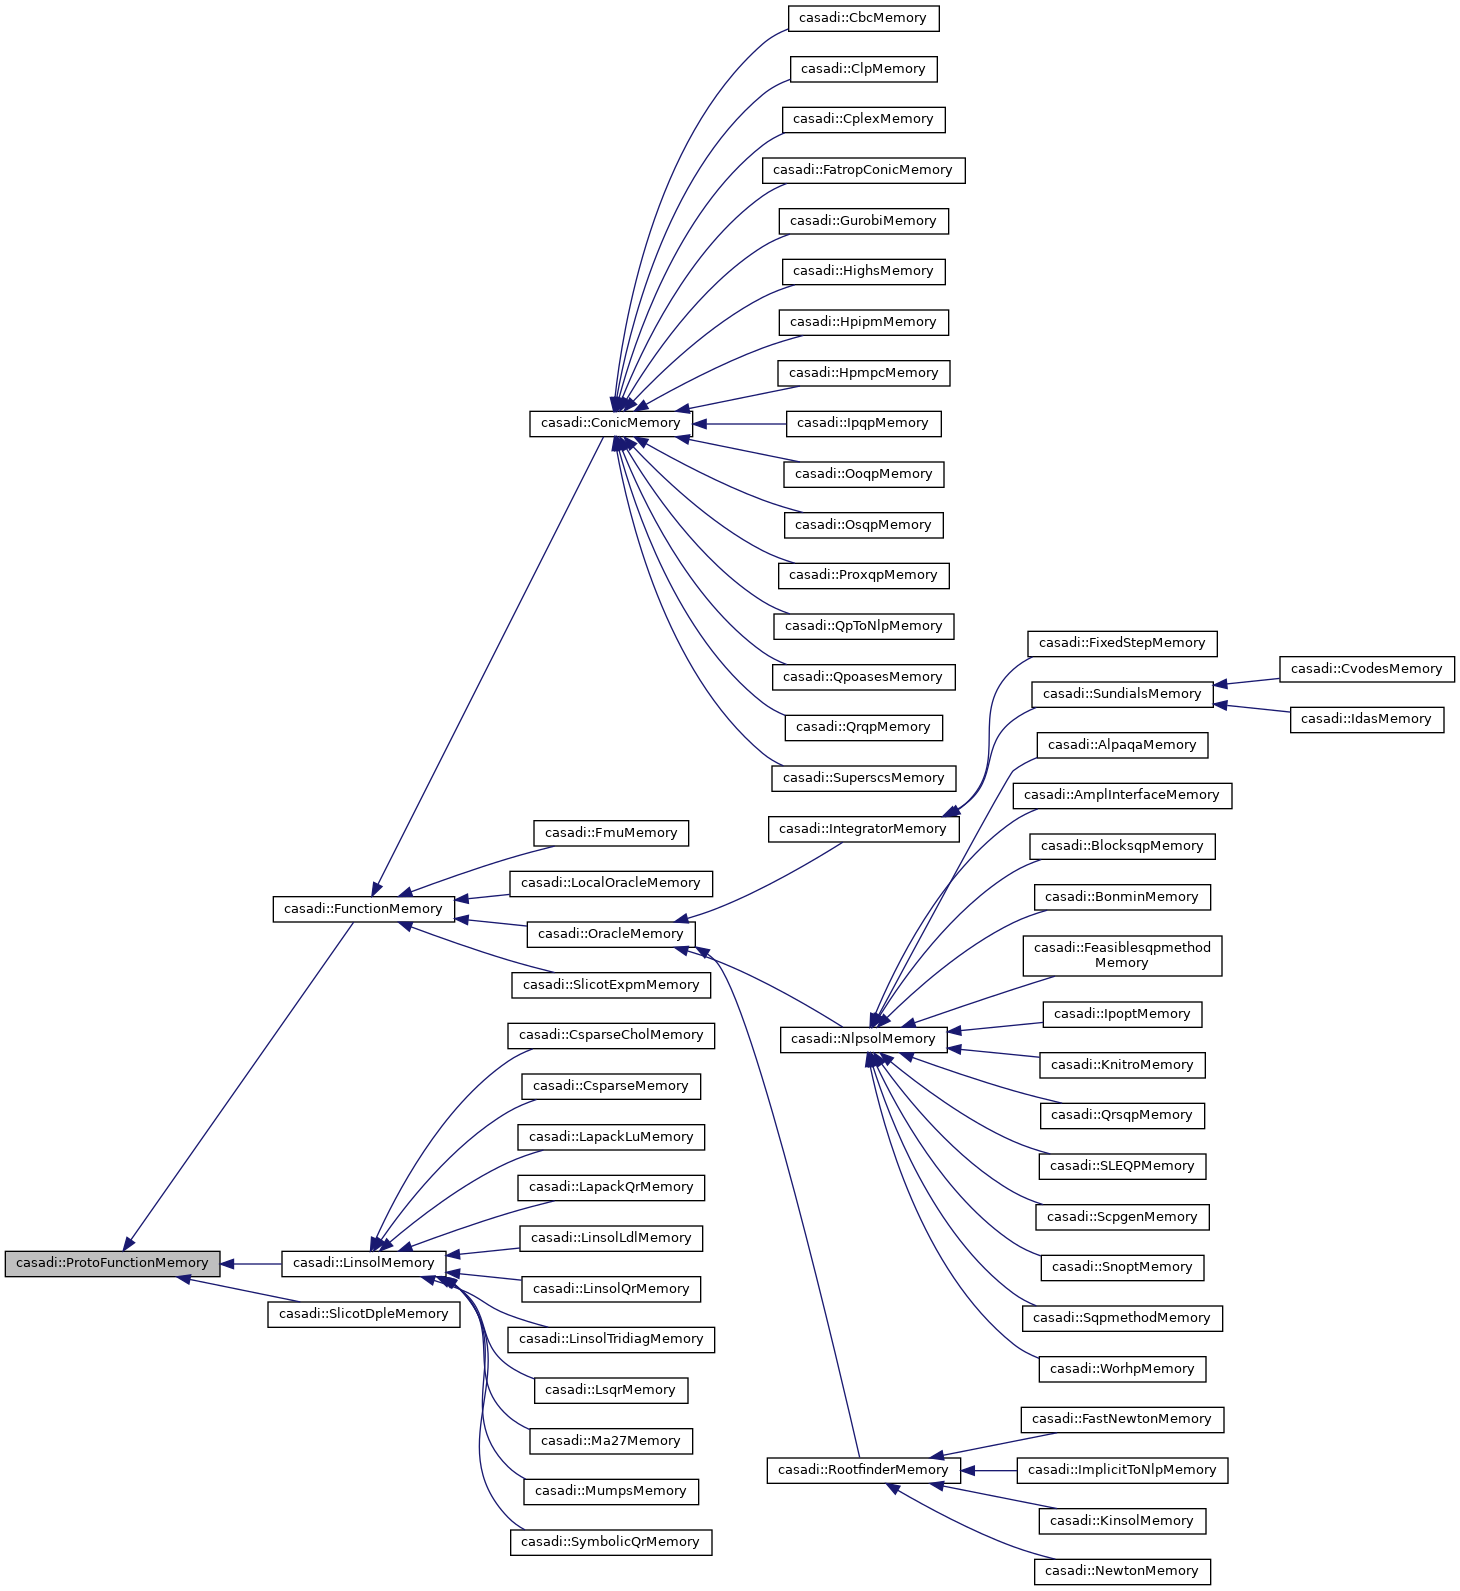 casadi::CbcMemory
casadi::ClpMemory
casadi::CplexMemory
casadi::FatropConicMemory
casadi::GurobiMemory
casadi::HighsMemory
casadi::HpipmMemory
casadi::HpmpcMemory
casadi::ConicMemory
casadi::IpqpMemory
casadi::OoqpMemory
casadi::OsqpMemory
casadi::ProxqpMemory
casadi::QpToNlpMemory
casadi::QpoasesMemory
casadi::QrqpMemory
casadi::SuperscsMemory
casadi::FixedStepMemory
casadi::SundialsMemory
casadi::CvodesMemory
casadi::IdasMemory
casadi::AlpaqaMemory
casadi::AmplInterfaceMemory
casadi::IntegratorMemory
casadi::BlocksqpMemory
casadi::BonminMemory
casadi::FmuMemory
casadi::LocalOracleMemory
casadi::FunctionMemory
casadi::OracleMemory
casadi::SlicotExpmMemory
casadi::Feasiblesqpmethod
Memory
casadi::IpoptMemory
casadi::NlpsolMemory
casadi::KnitroMemory
casadi::QrsqpMemory
casadi::SLEQPMemory
casadi::ScpgenMemory
casadi::SnoptMemory
casadi::SqpmethodMemory
casadi::WorhpMemory
casadi::CsparseCholMemory
casadi::CsparseMemory
casadi::LapackLuMemory
casadi::LapackQrMemory
casadi::LinsolLdlMemory
casadi::ProtoFunctionMemory
casadi::LinsolMemory
casadi::LinsolQrMemory
casadi::SlicotDpleMemory
casadi::LinsolTridiagMemory
casadi::LsqrMemory
casadi::Ma27Memory
casadi::MumpsMemory
casadi::SymbolicQrMemory
casadi::FastNewtonMemory
casadi::RootfinderMemory
casadi::ImplicitToNlpMemory
casadi::KinsolMemory
casadi::NewtonMemory